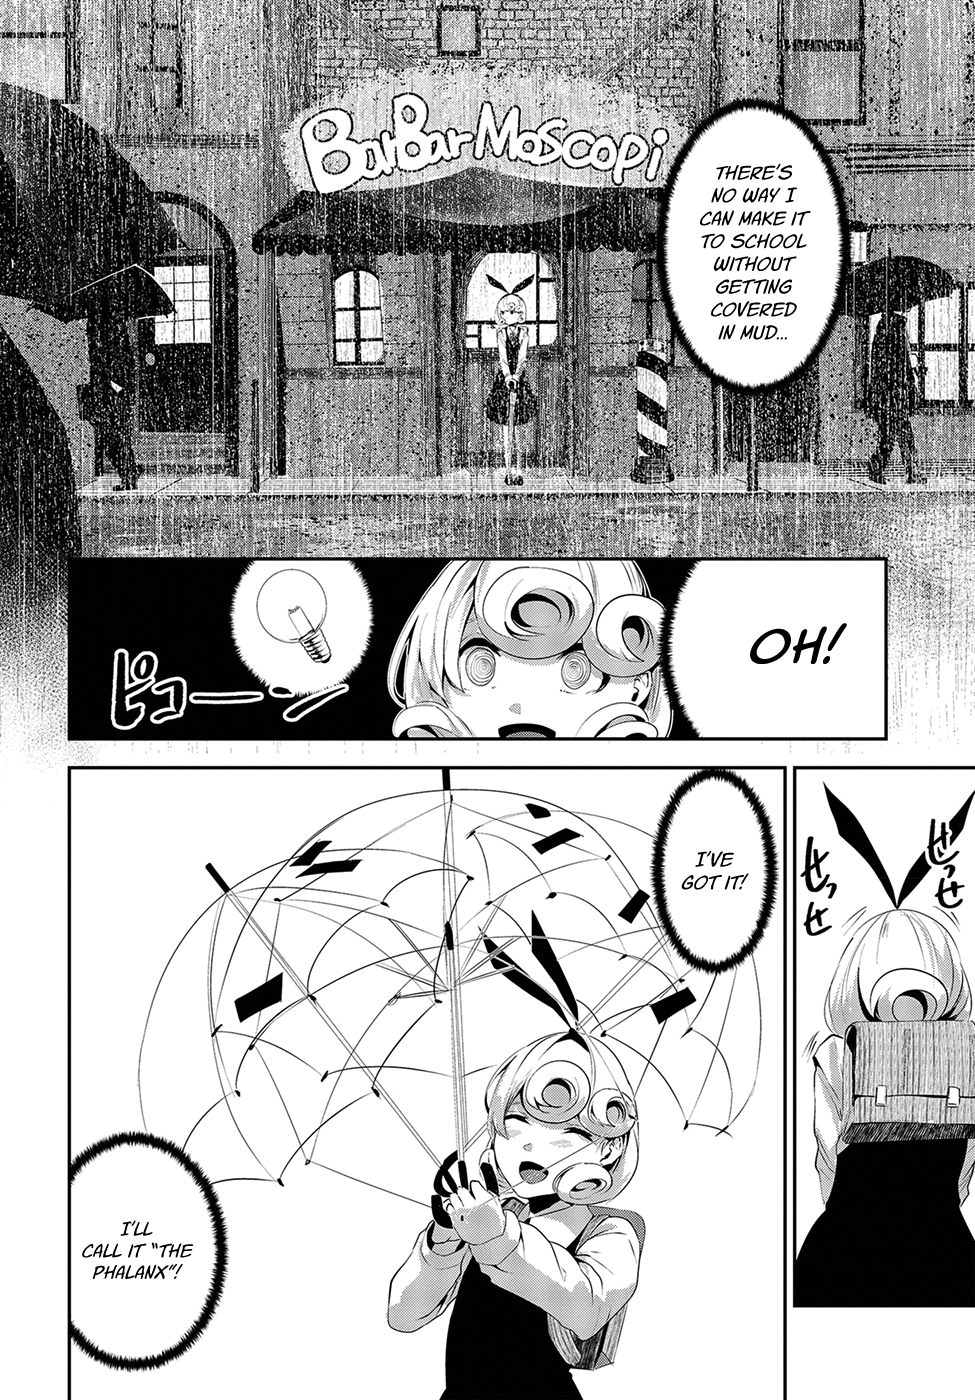 BarBar Moscopi
THERE'S
NO WAY I
CAN MAKE IT
TO SCHOOL
WITHOUT
GETTING
COVERED
IN MUD...
OH!
ピコーン
せっせ
せっせ
I'VE
GOT IT!
I'LL
CALL IT "THE
PHALANX"!